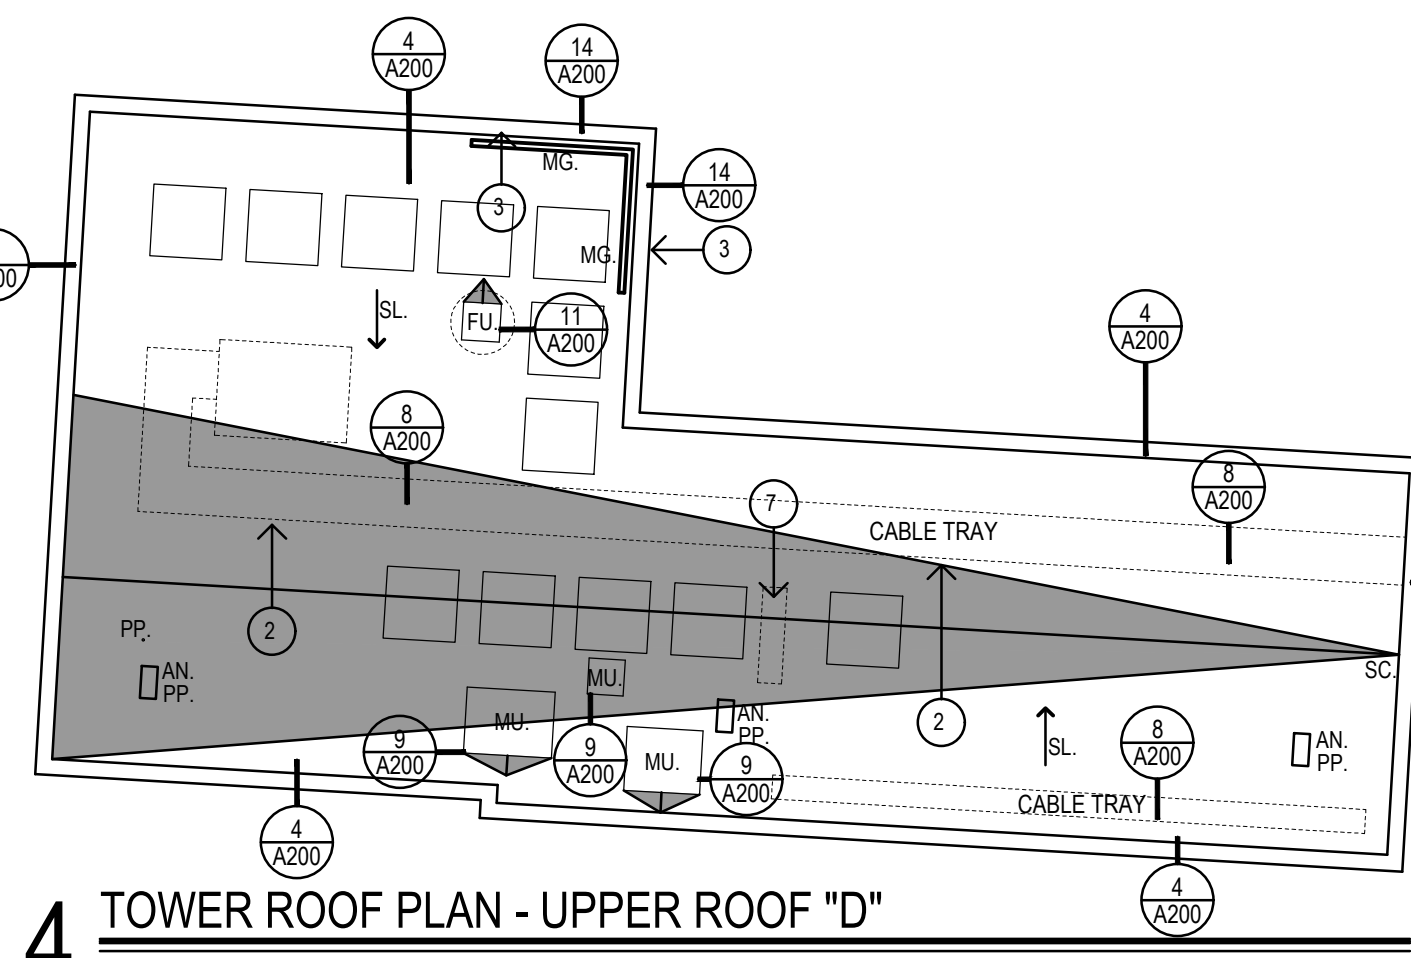 4
A200
14
A200
MG.
3
14
A200
3
MG.
00
SL.
FU.
11
A200
4
A200
8
A200
8
A200
7
CABLE TRAY
2
PP.
AN.
PP.
MU.
MU.
SC.
9
A200
9
A200
MU.
AN.
PP.
9
A200
2
SL.
8
A200
AN.
PP.
CABLE TRAY
4
A200
4
A200
4
TOWER ROOF PLAN - UPPER ROOF "D"